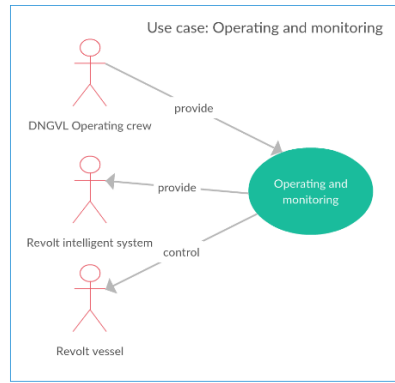 Use case: Operating and monitoring
provide
DNGVL Operating crew
Operating and
monitoring
provide
Revolt intelligent system
control
Revolt vessel